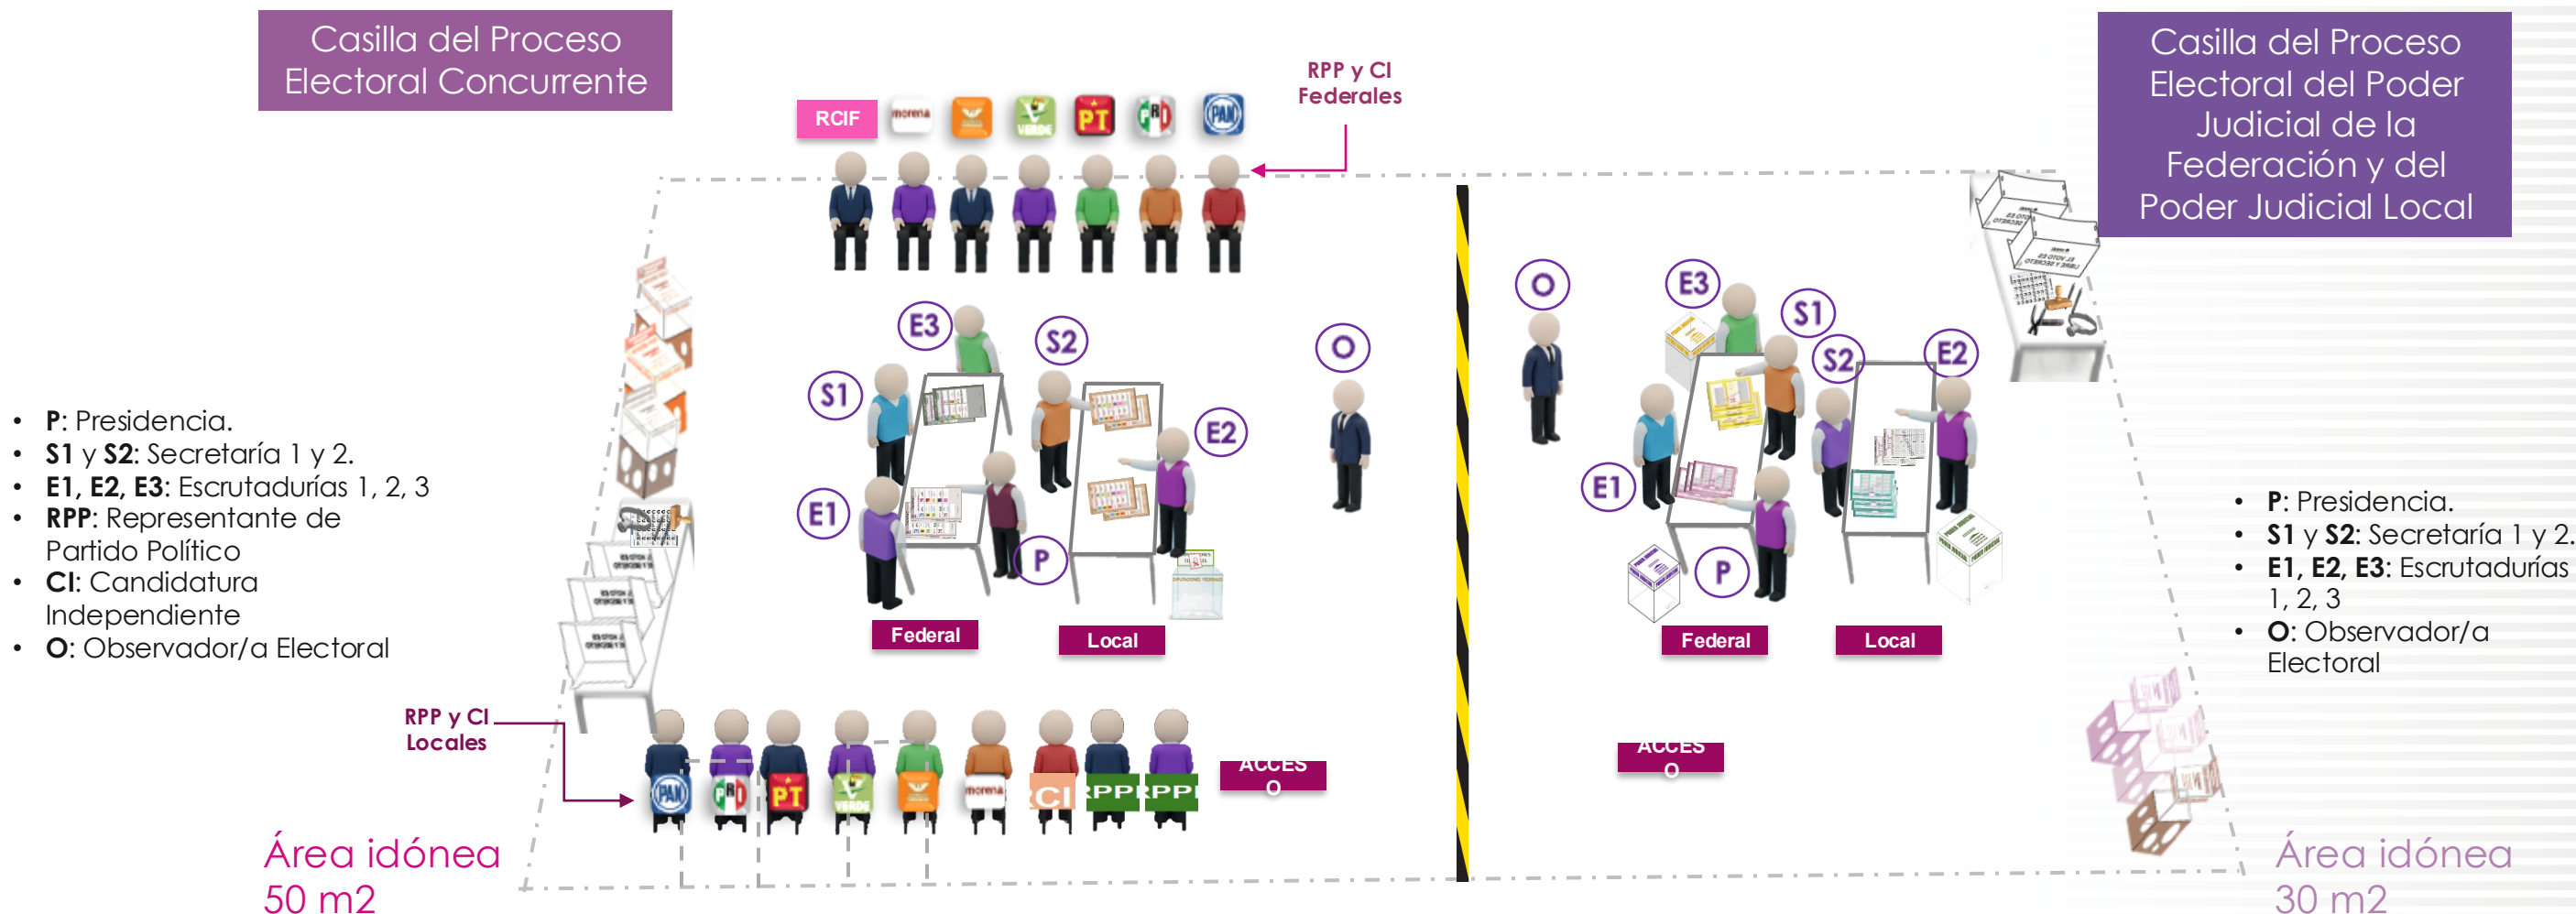 Casilla del Proceso
Electoral Concurrente
RPP y CI
Federales
RCIF
morena
VERDE
PT
PRI
PAN
Casilla del Proceso
Electoral del Poder
Judicial de la
Federación y del
Poder Judicial Local
E3
S2
S1
O
E2
E1
P
Federal
Local
• P: Presidencia.
• S1 y S2: Secretaría 1 y 2.
• E1, E2, E3: Escrutadurías 1, 2, 3
• RPP: Representante de
Partido Político
• CI: Candidatura
Independiente
• O: Observador/a Electoral
RPP y CI
Locales
PAN
PRI
PT
VERDE
morena
RPP
RPP
ACCES
O
Área idónea
50 m2
O
E3
S1
S2
E2
E1
P
Federal
Local
ACCES
O
• P: Presidencia.
• S1 y S2: Secretaría 1 y 2.
• E1, E2, E3: Escrutadurías
1, 2, 3
• O: Observador/a
Electoral
Área idónea
30 m2